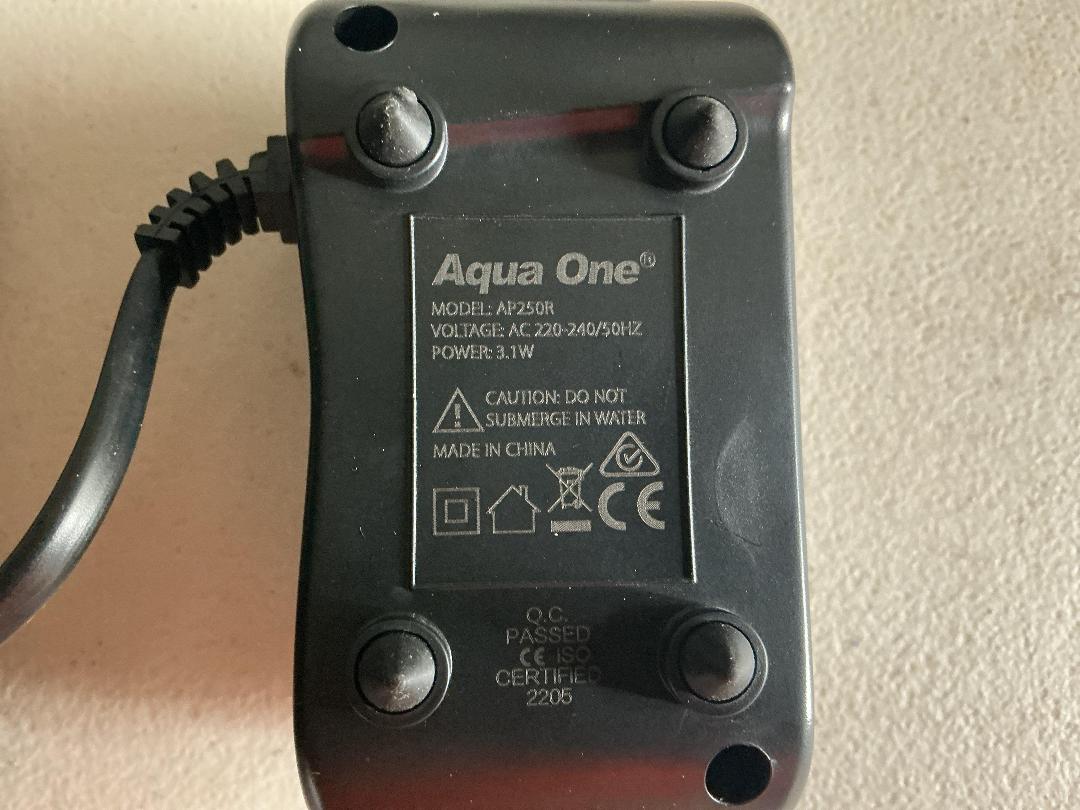 Aqua One®
MODEL: AP250R
VOLTAGE: AC 220-240/50HZ
POWER: 3.1W
CAUTION: DO NOT
SUBMERGE IN WATER
MADE IN CHINA
CE
Q.C.
PASSED
CE ISO
CERTIFIED
2205